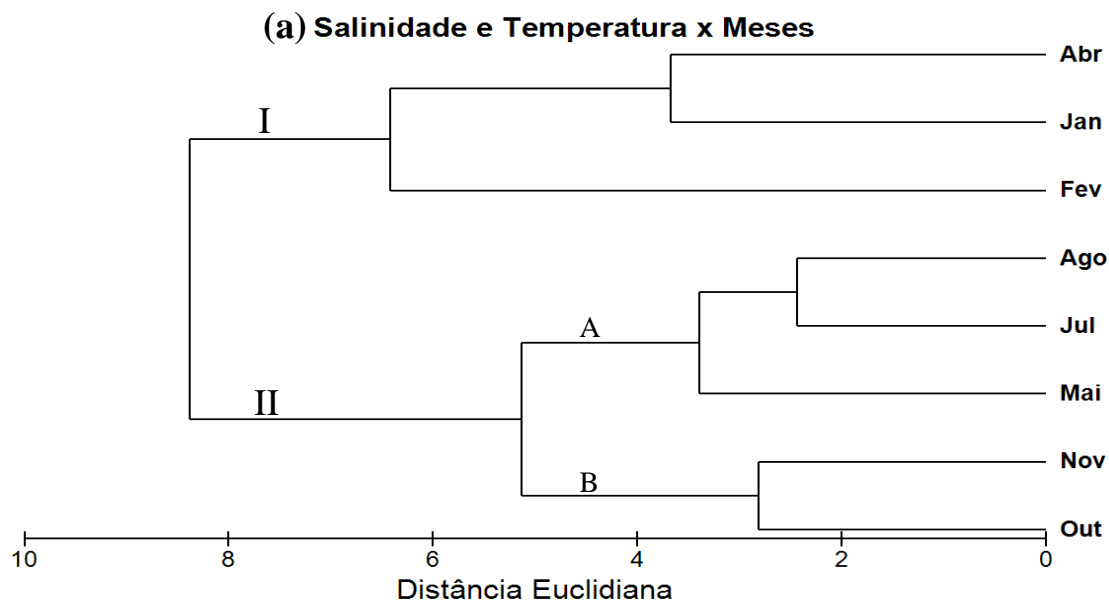 (a) Salinidade e Temperatura x Meses
Abr
I
Jan
Fev
Ago
A
Jul
II
Mai
Nov
B
Out
10 8 6 4 2 0
Distância Euclidiana